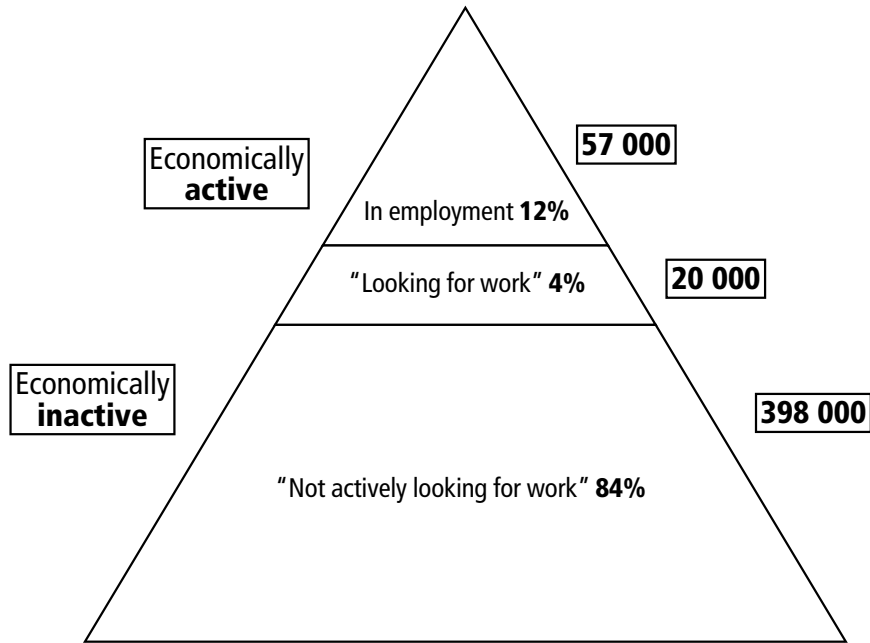 57 000
Economically
active
In employment 12%
"Looking for work" 4%
20 000
Economically
inactive
398 000
"Not actively looking for work" 84%